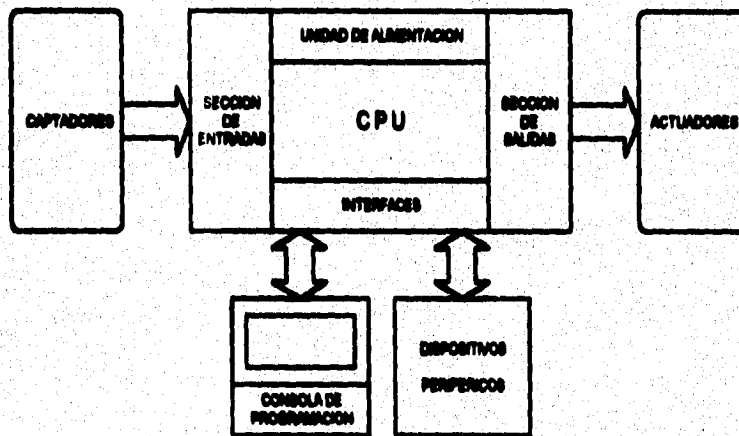 UNIDAD DE ALIMENTACION
CAPTADORES
SECCION
DE
ENTRADAS
CPU
SECCION
DE
SALIDAS
ACTUADORES
INTERFACES
CONSOLA DE
PROGRAMACION
DISPOSITIVOS
PERIFERICOS